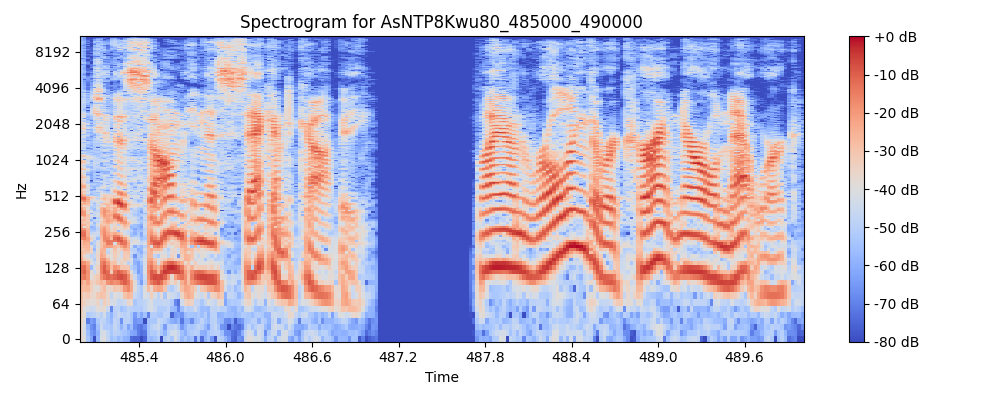 Spectrogram for AsNTP8Kwu80_485000_490000
Hz
8192
4096
2048
1024
512
256
128
64
0
485.4 486.0 486.6 487.2 487.8 488.4 489.0 489.6
Time
+0 dB
-10 dB
-20 dB
-30 dB
-40 dB
-50 dB
-60 dB
-70 dB
-80 dB